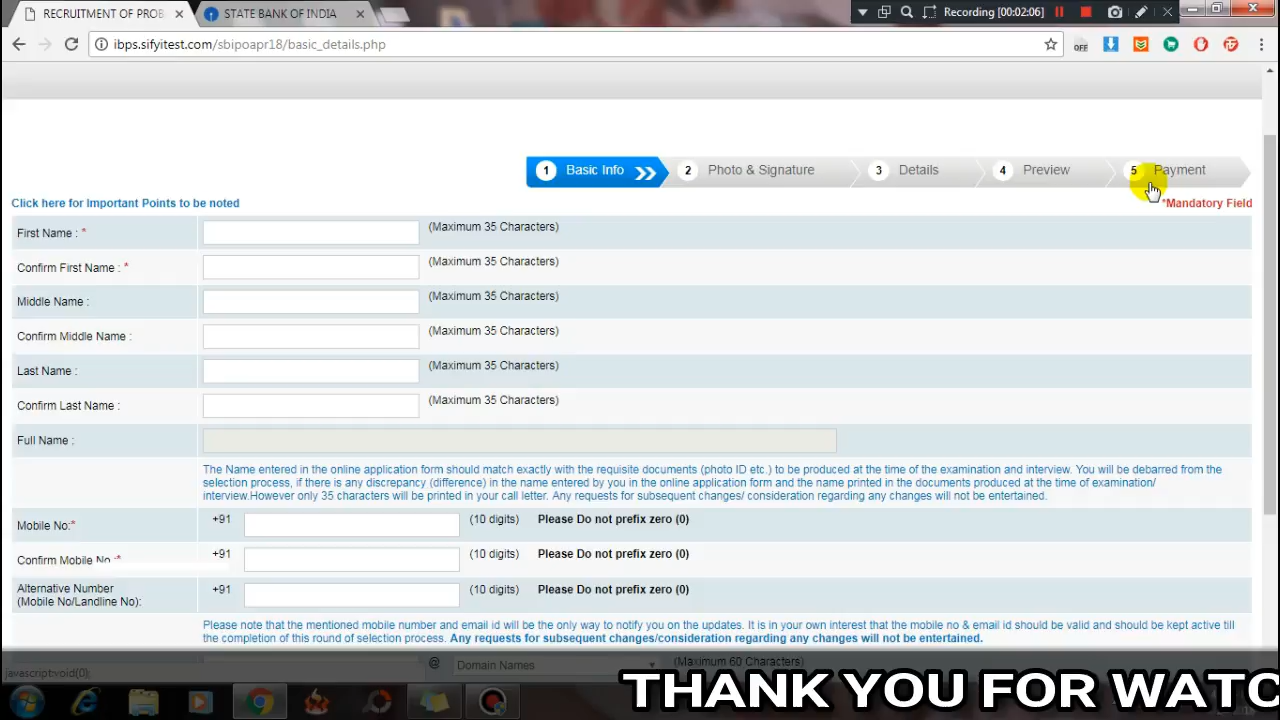 RECRUITMENT OF PROB
STATE BANK OF INDIA
Recording [00:02:06]
ibps.sifyitest.com/sbipoapr18/basic_details.php
OFF
1 Basic Info
2 Photo & Signature
3 Details
4 Preview
5 Payment
Click here for Important Points to be noted
*Mandatory Field
First Name : *
(Maximum 35 Characters)
Confirm First Name : *
(Maximum 35 Characters)
Middle Name :
(Maximum 35 Characters)
Confirm Middle Name :
(Maximum 35 Characters)
Last Name :
(Maximum 35 Characters)
Confirm Last Name :
(Maximum 35 Characters)
Full Name :
The Name entered in the online application form should match exactly with the requisite documents (photo ID etc.) to be produced at the time of the examination and interview. You will be debarred from the
selection process, if there is any discrepancy (difference) in the name entered by you in the online application form and the name printed in the documents produced at the time of examination/
interview.However only 35 characters will be printed in your call letter. Any requests for subsequent changes/ consideration regarding any changes will not be entertained.
Mobile No:*
+91
(10 digits)
Please Do not prefix zero (0)
Confirm Mobile No :*
+91
(10 digits)
Please Do not prefix zero (0)
Alternative Number
(Mobile No/Landline No):
+91
(10 digits)
Please Do not prefix zero (0)
Please note that the mentioned mobile number and email id will be the only way to notify you on the updates. It is in your own interest that the mobile no & email id should be valid and should be kept active till
the completion of this round of selection process. Any requests for subsequent changes/consideration regarding any changes will not be entertained.
@
Domain Names
(Maximum 60 Characters)
javascript:void(0);
THANK YOU FOR WATC